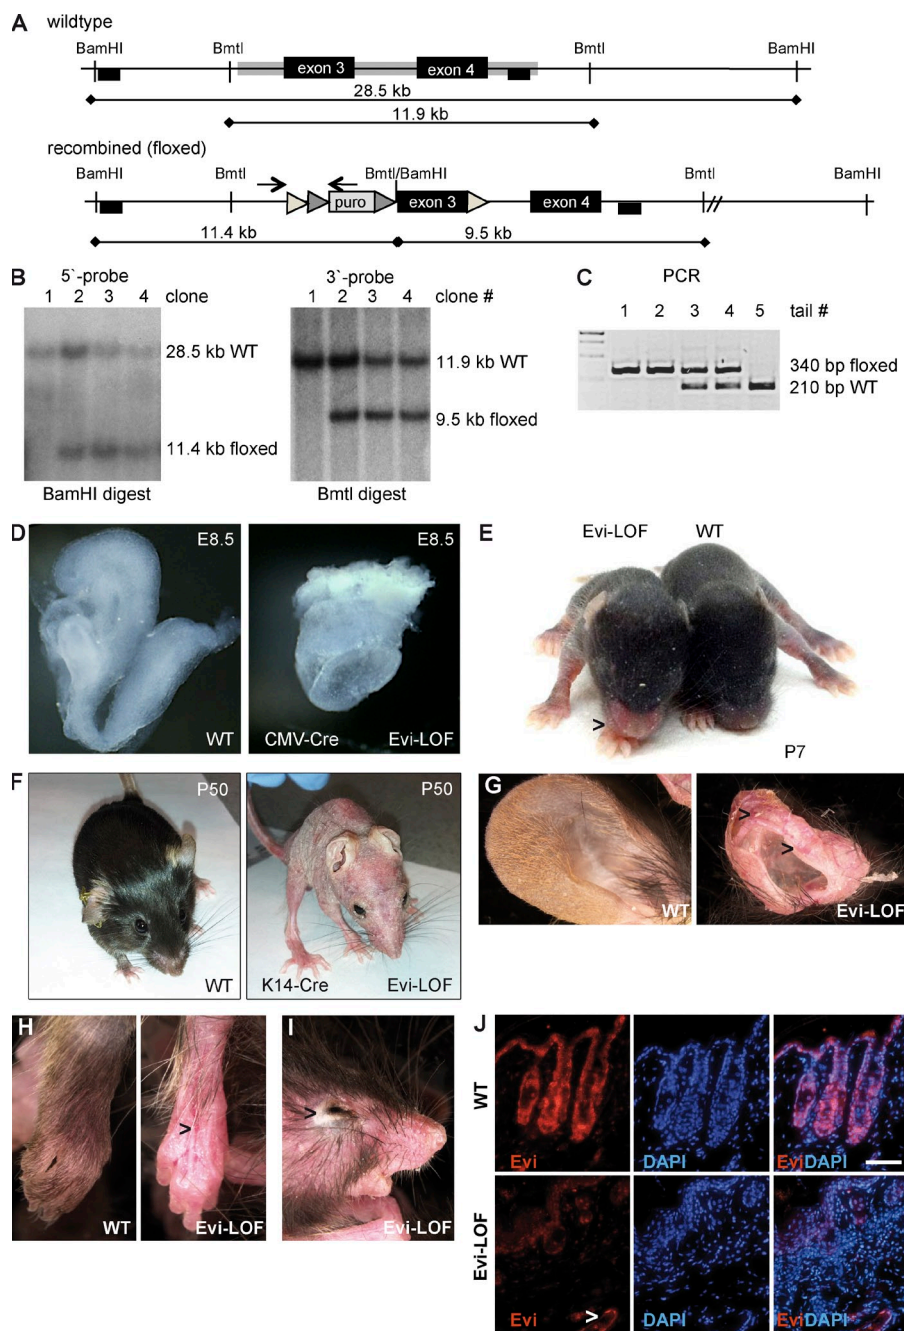 A
wildtype
BamHI BmtI BmtI BamHI
exon 3 exon 4
28.5 kb
11.9 kb
recombined (floxed)
BamHI BmtI BmtI/BamHI BmtI BamHI
puro exon 3 exon 4
11.4 kb 9.5 kb
B
5`-probe
1 2 3 4 clone
28.5 kb WT
11.4 kb floxed
BamHI digest
3`-probe
1 2 3 4 clone #
11.9 kb WT
9.5 kb floxed
BmtI digest
C
PCR
1 2 3 4 5 tail #
340 bp floxed
210 bp WT
D
E8.5
WT
E8.5
CMV-Cre Evi-LOF
E
Evi-LOF WT
>
P7
F
P50
WT
P50
K14-Cre Evi-LOF
G
WT
>
>
Evi-LOF
H
WT
>
Evi-LOF
I
>
Evi-LOF
J
WT
Evi DAPI EviDAPI
Evi-LOF
>
Evi DAPI EviDAPI